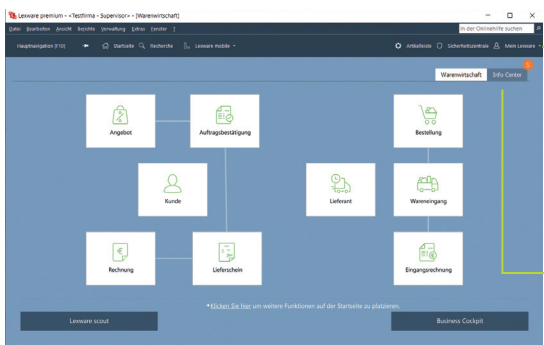 Lexware premium - <Testfirma - Supervisor> - [Warenwirtschaft]
Datei Bearbeiten Ansicht Berichte Verwaltung Extras Fenster ?
In der Onlinehilfe suchen
Hauptnavigation (F10)
Startseite Recherche Lexware mobile
Artikelleiste Sicherheitszentrale Mein Lexware
5
Warenwirtschaft Info Center
Angebot
Auftragsbestätigung
Bestellung
Kunde
Lieferant
Wareneingang
€
Rechnung
Lieferschein
Eingangsrechnung
*Klicken Sie hier um weitere Funktionen auf der Startseite zu platzieren.
Lexware scout
Business Cockpit